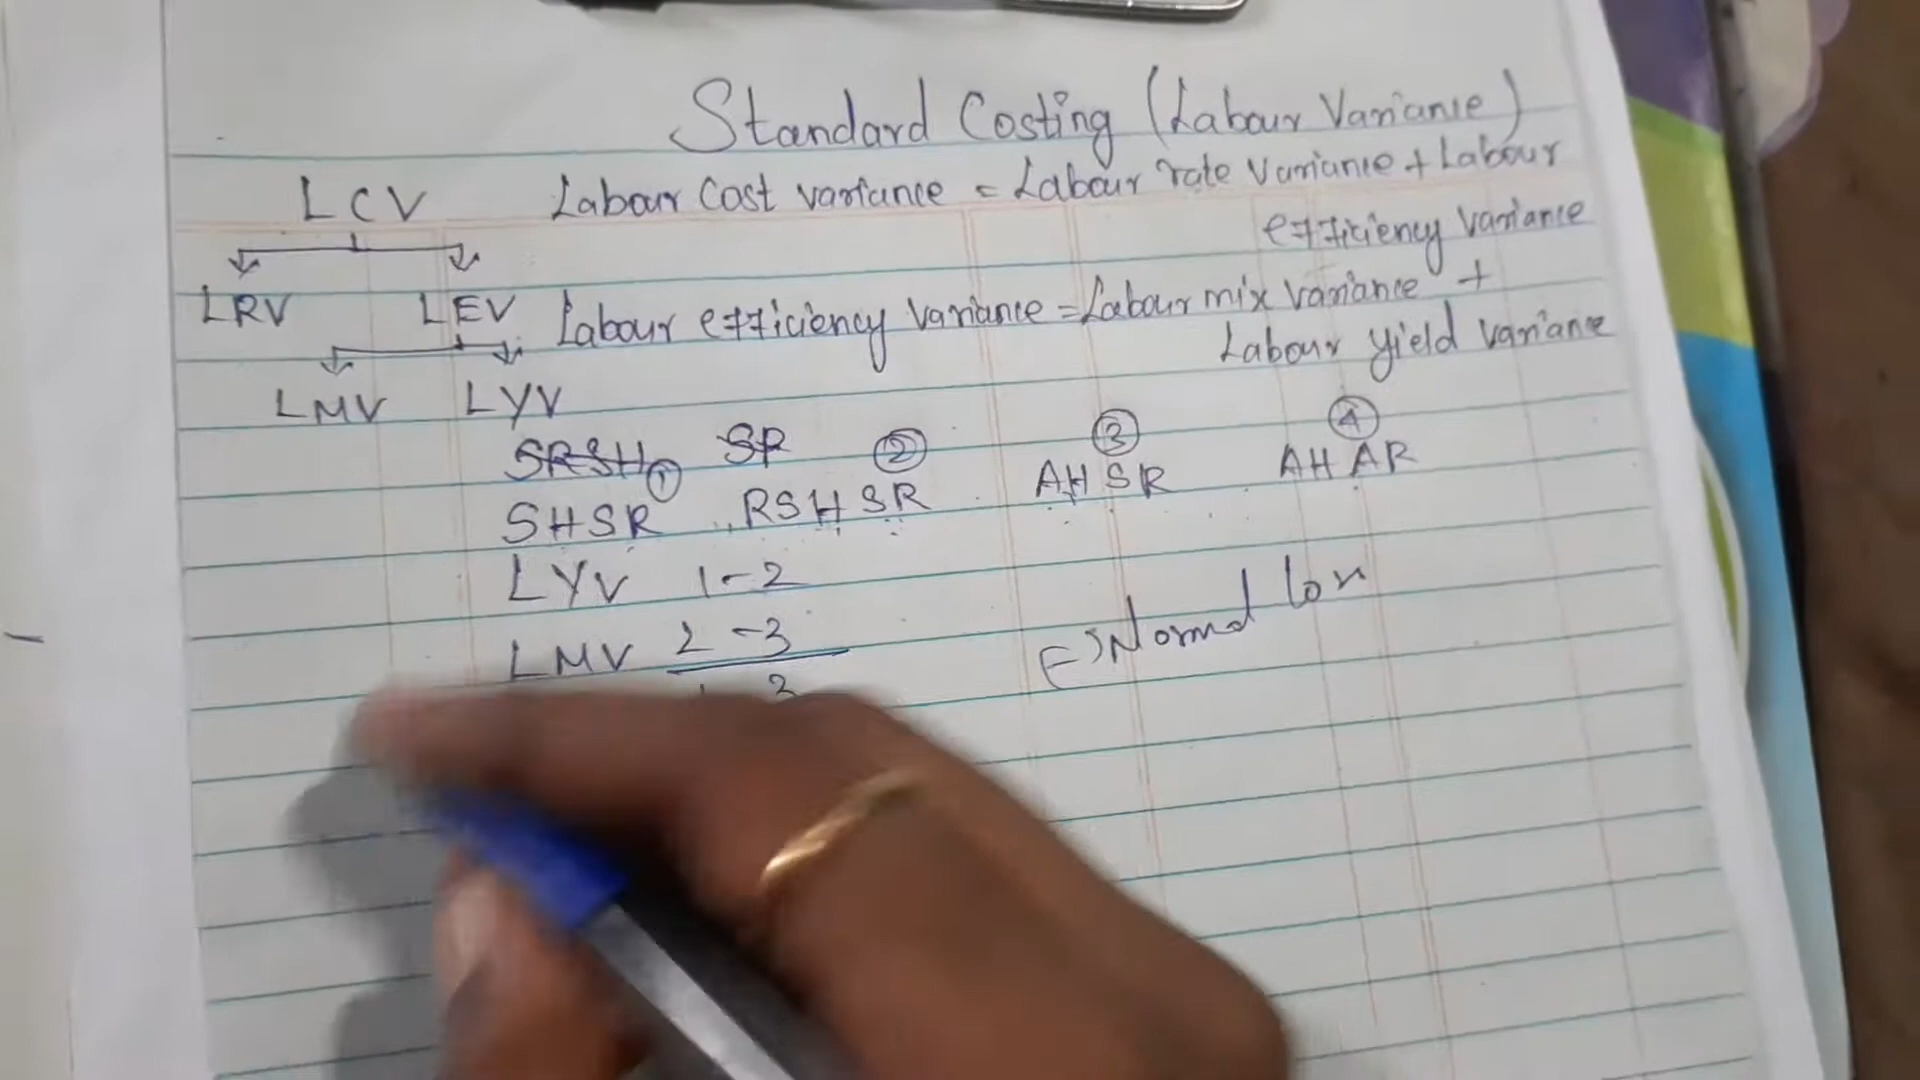 Standard Costing (Labour Variance)
LCV Labour Cost variance = Labour rate Variance + Labour
efficiency Variance
LRV LEV Labour efficiency variance = Labour mix variance +
Labour yield variance
LMV LYV
SRSH SR
① ② ③ ④
SHSR RSH SR AH SR AH AR
LYV 1-2
LMV 2-3
Normal